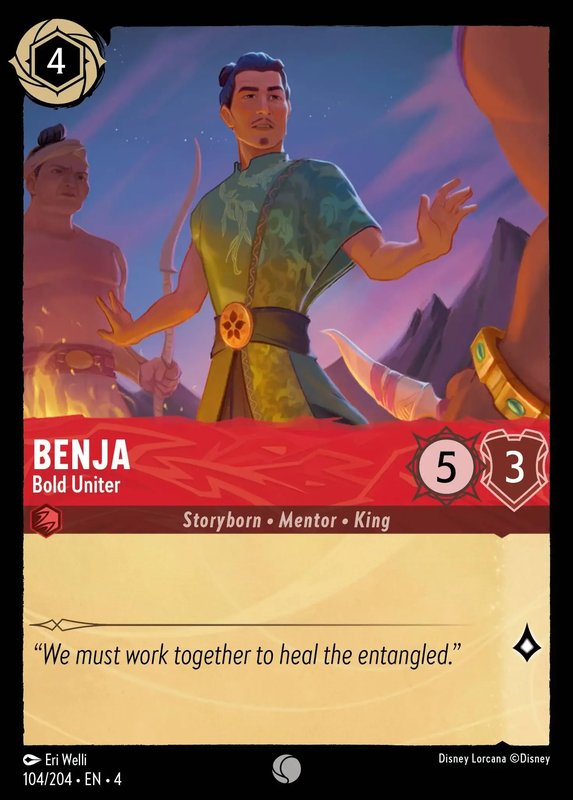 4
BENJA
Bold Uniter
5
3
Storyborn • Mentor • King
“We must work together to heal the entangled.”
Eri Welli
Disney Lorcana ©Disney
104/204 • EN • 4